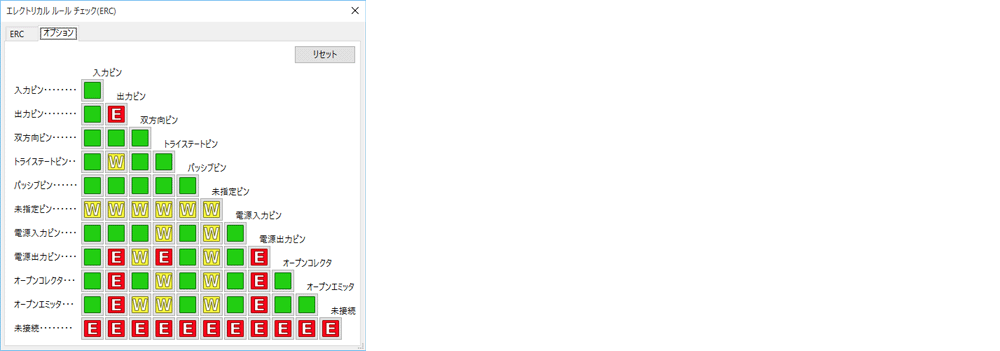 エレクトリカル ルール チェック(ERC)
ERC オプション
リセット
入力ピン
入力ピン········
出力ピン
出力ピン········ E
双方向ピン
双方向ピン······
トライステートピン
トライステートピン·· W
パッシブピン
パッシブピン······
未指定ピン
未指定ピン······ W W W W W W
電源入力ピン
電源入力ピン···· W W
電源出力ピン
電源出力ピン···· E W E W E
オープンコレクタ
オープンコレクタ··· E W W E
オープンエミッタ
オープンエミッタ··· E W W W E
未接続
未接続········ E E E E E E E E E E E